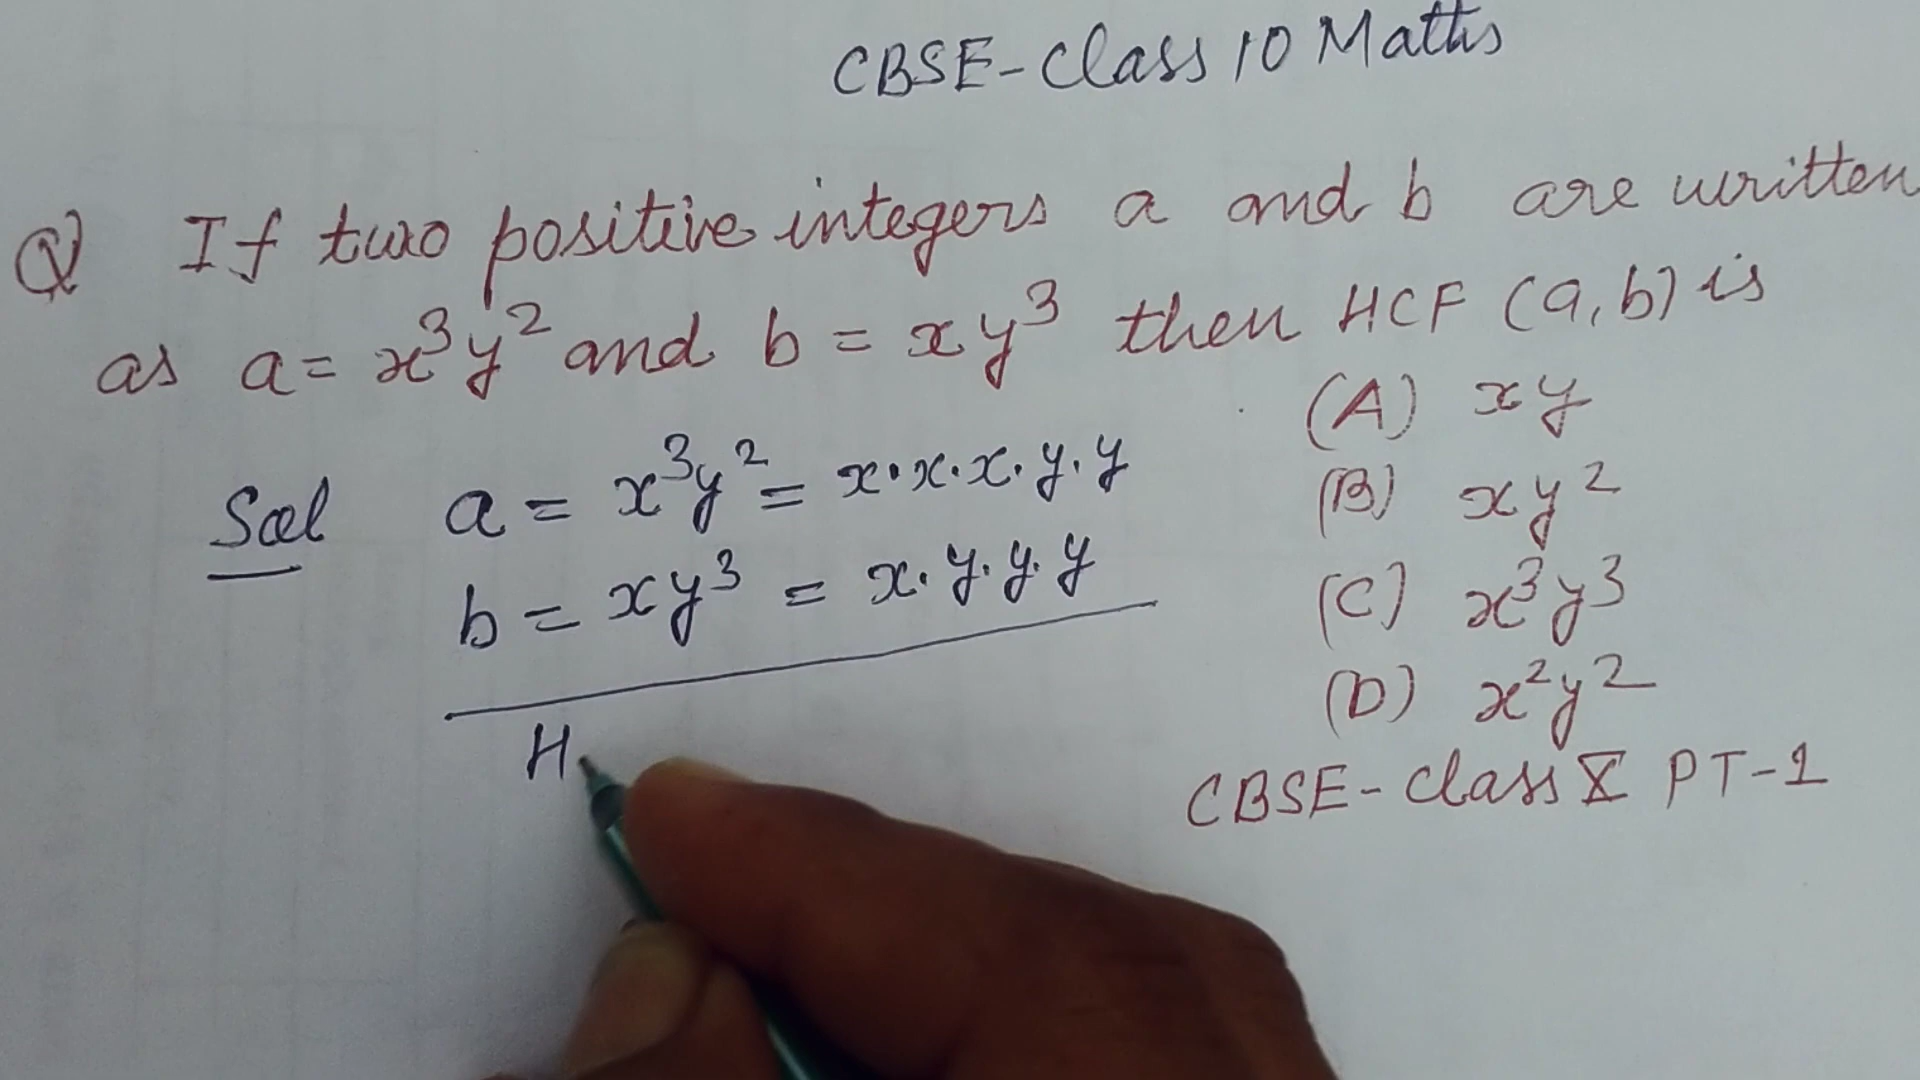 CBSE-Class 10 Maths
Q If two positive integers a and b are written
as a = x³y² and b = xy³ then HCF (a,b) is
(A) xy
(B) xy²
(C) x³y³
(D) x²y²
Sol a = x³y² = x·x·x·y·y
b = xy³ = x·y·y·y
H
CBSE-Class X PT-1